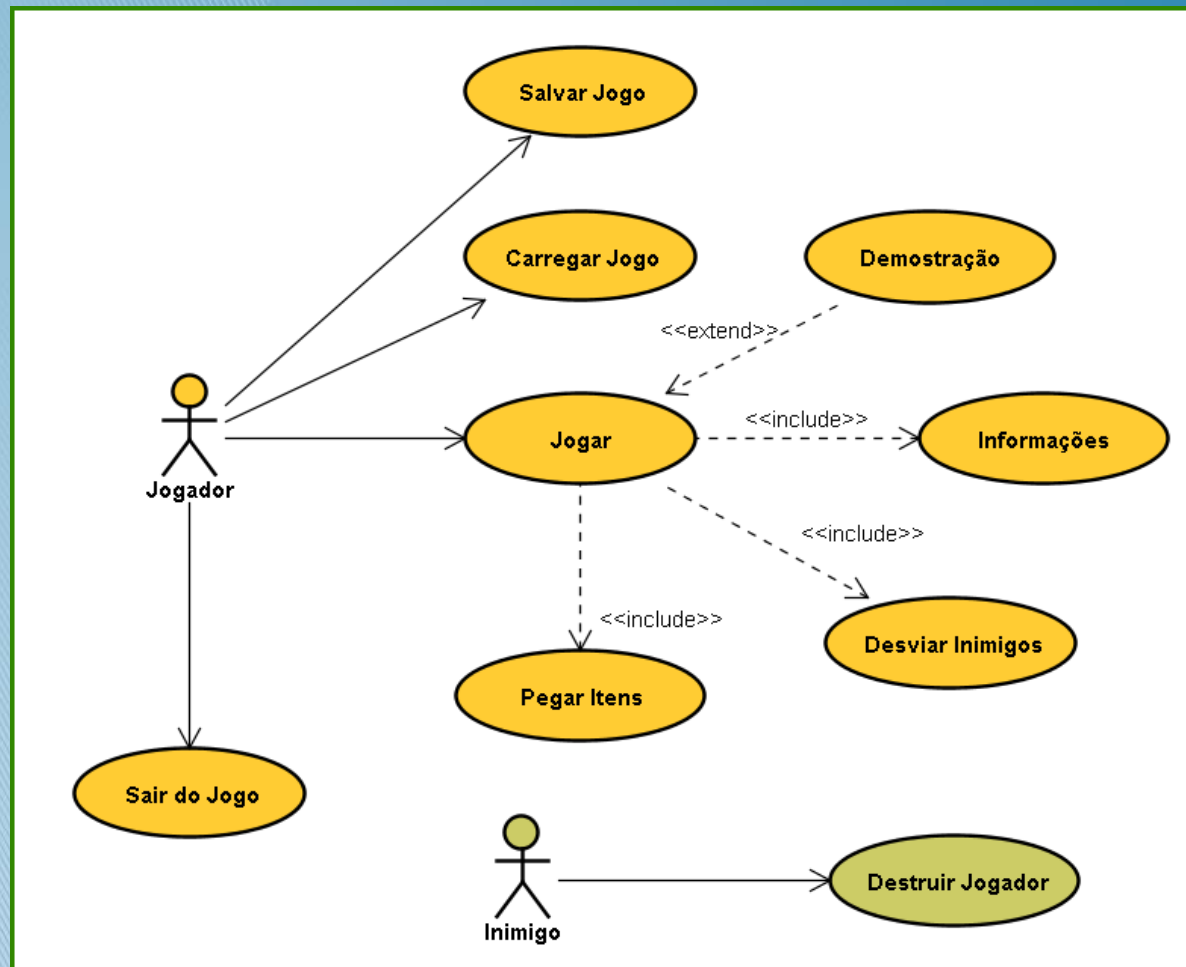 Salvar Jogo
Carregar Jogo
Demostração
<<extend>>
<<include>>
Jogar
Informações
Jogador
<<include>>
<<include>>
Desviar Inimigos
Pegar Itens
Sair do Jogo
Destruir Jogador
Inimigo